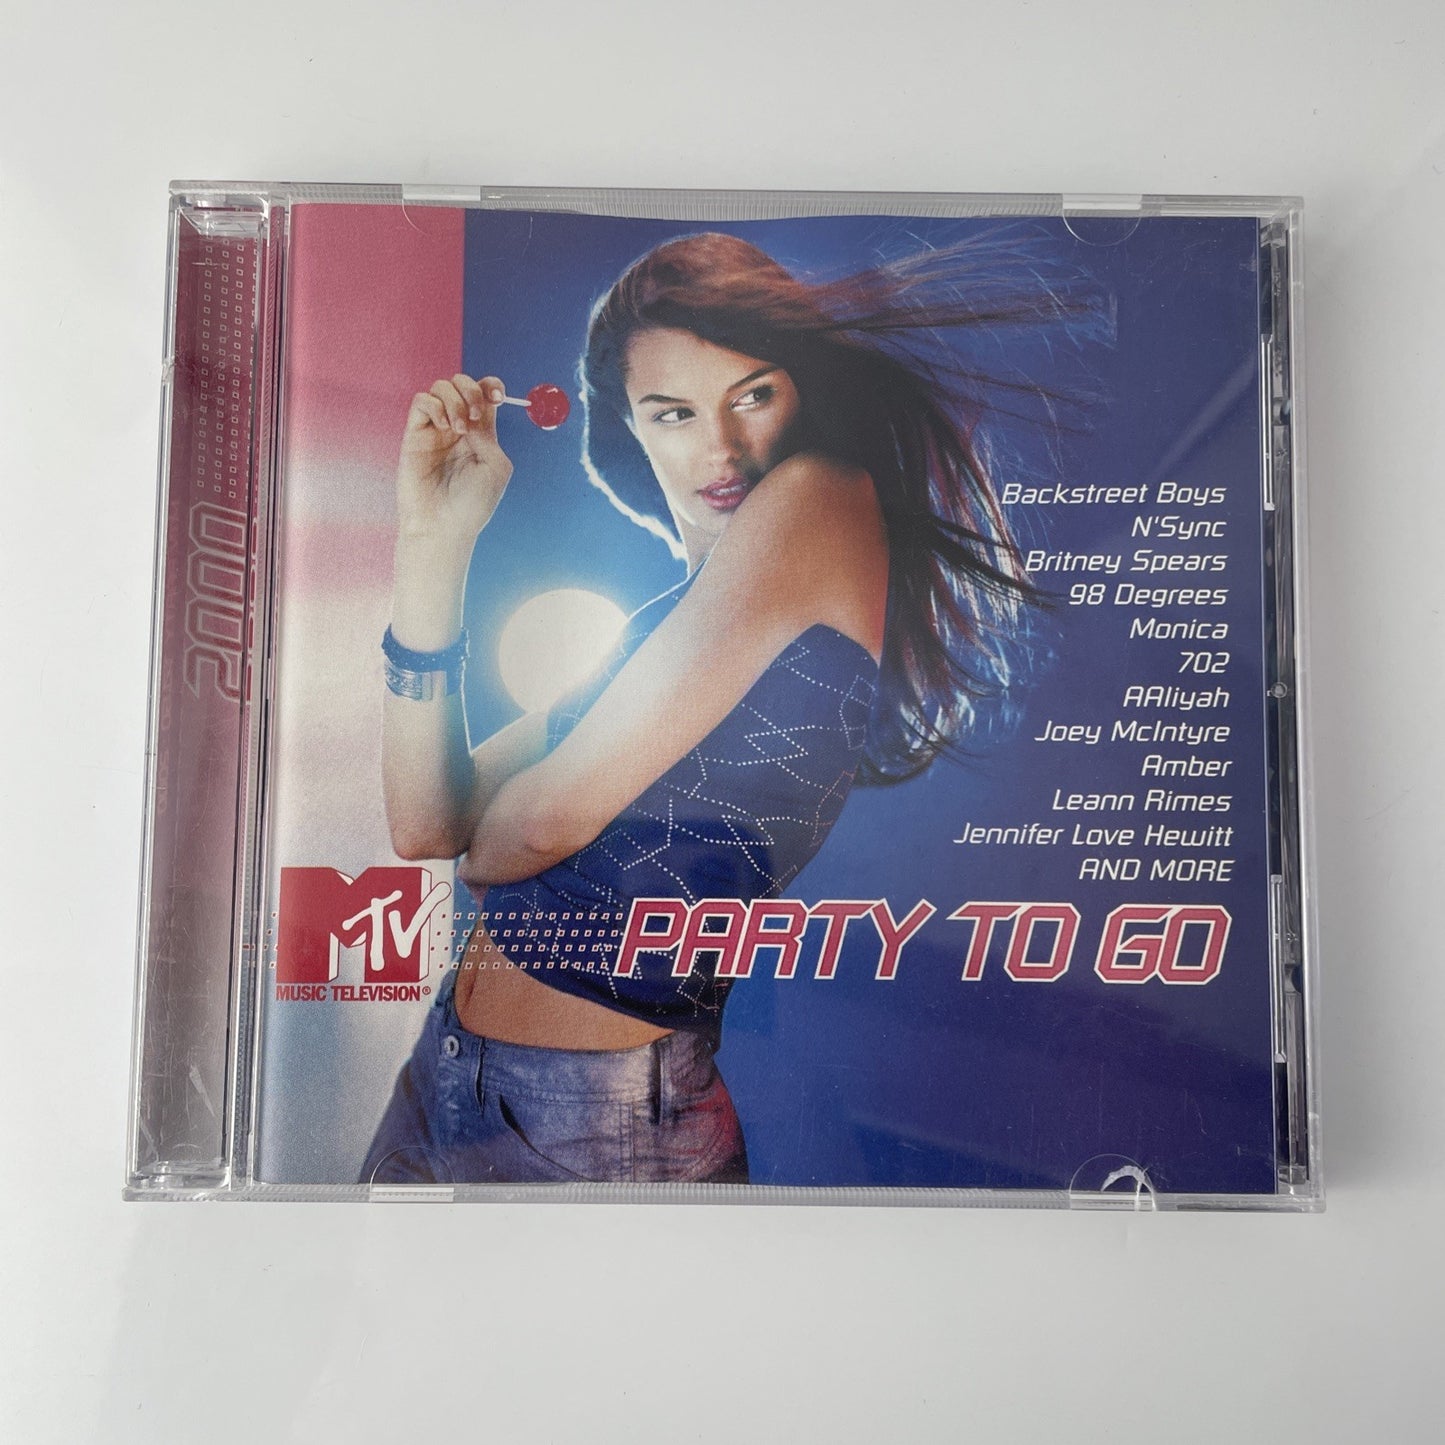 2000
Backstreet Boys
N'Sync
Britney Spears
98 Degrees
Monica
702
AAliyah
Joey McIntyre
Amber
Leann Rimes
Jennifer Love Hewitt
AND MORE
MTV
MUSIC TELEVISION®
PARTY TO GO